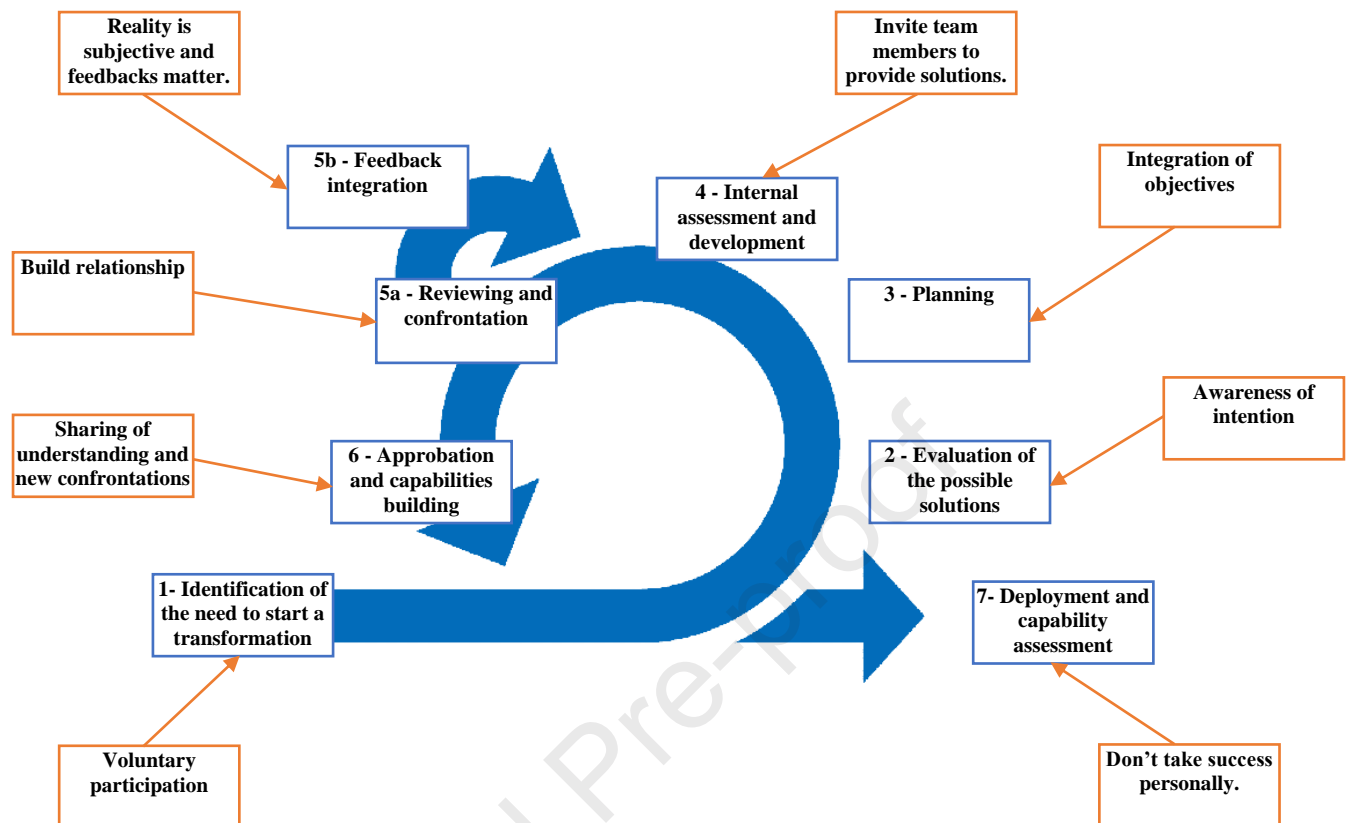 Reality is
subjective and
feedbacks matter.
Invite team
members to
provide solutions.
5b - Feedback
integration
4 - Internal
assessment and
development
Integration of
objectives
Build relationship
5a - Reviewing and
confrontation
3 - Planning
Sharing of
understanding and
new confrontations
6 - Approbation
and capabilities
building
2 - Evaluation of
the possible
solutions
Awareness of
intention
1- Identification of
the need to start a
transformation
7- Deployment and
capability
assessment
Voluntary
participation
Don’t take success
personally.
Pre-proof